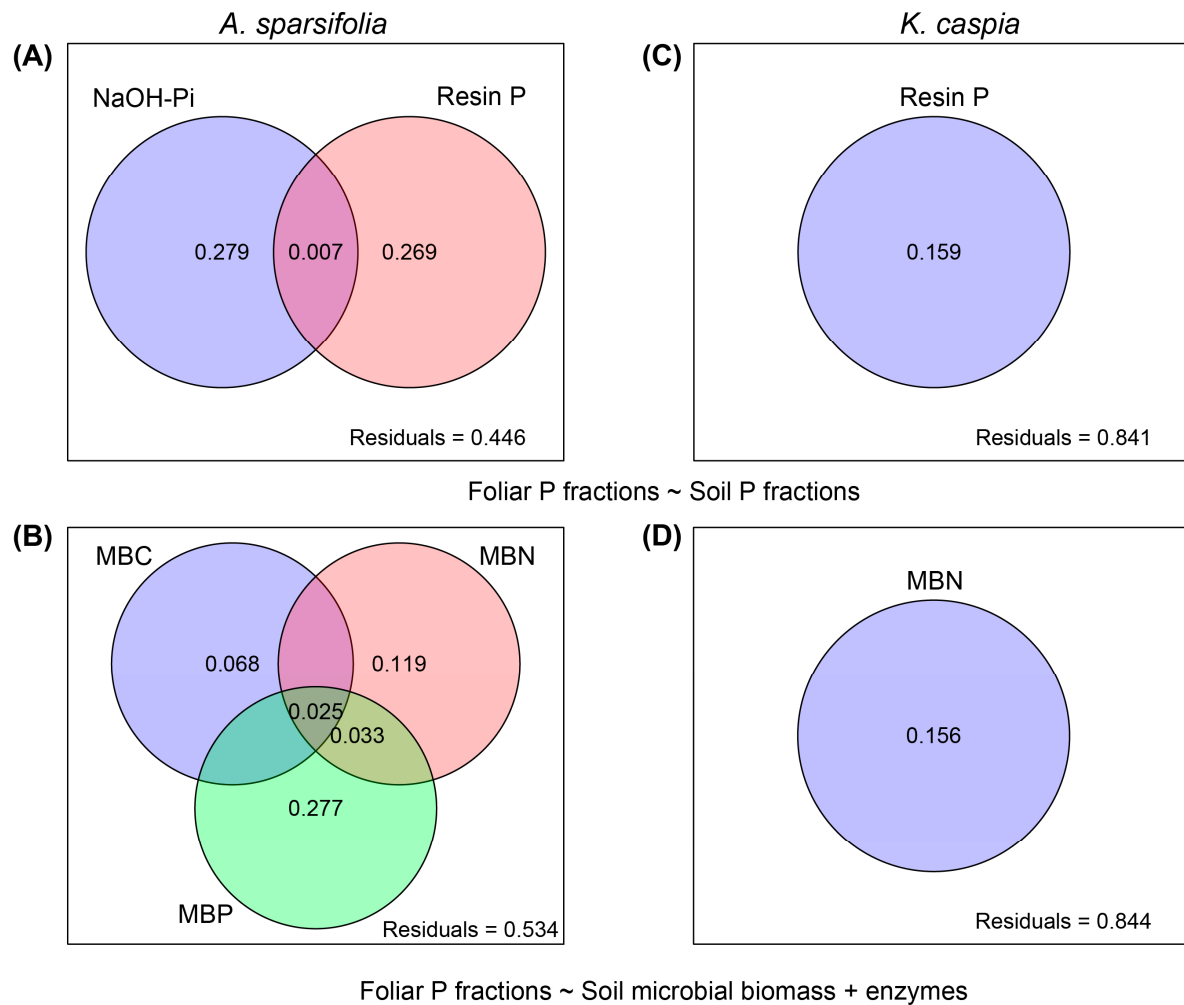 A. sparsifolia
K. caspia
(A)
NaOH-Pi
Resin P
0.279
0.007
0.269
Residuals = 0.446
(C)
Resin P
0.159
Residuals = 0.841
Foliar P fractions ~ Soil P fractions
(B)
MBC
MBN
0.068
0.119
0.025
0.033
0.277
MBP
Residuals = 0.534
(D)
MBN
0.156
Residuals = 0.844
Foliar P fractions ~ Soil microbial biomass + enzymes